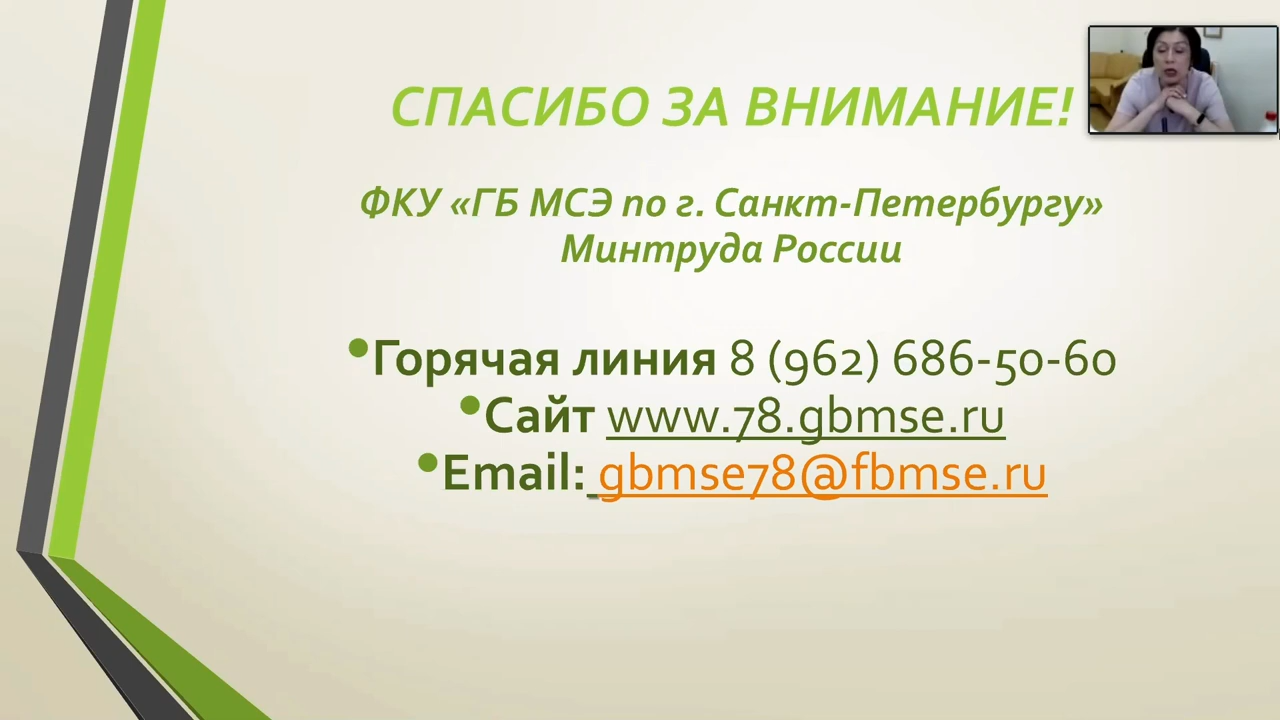 СПАСИБО ЗА ВНИМАНИЕ!
ФКУ «ГБ МСЭ по г. Санкт-Петербургу»
Минтруда России
•Горячая линия 8 (962) 686-50-60
•Сайт www.78.gbmse.ru
•Email: gbmse78@fbmse.ru